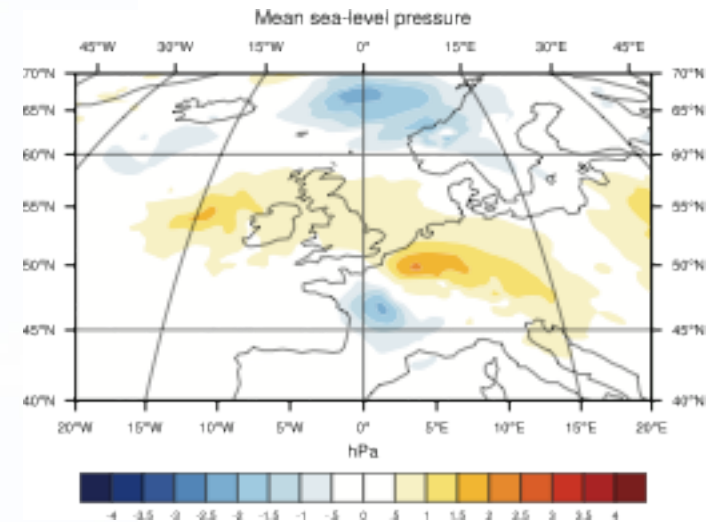 Mean sea-level pressure
45°W 30°W 15°W 0° 15°E 30°E 45°E
70°N 70°N
65°N 65°N
60°N 60°N
55°N 55°N
50°N 50°N
45°N 45°N
40°N 40°N
20°W 15°W 10°W 5°W 0° 5°E 10°E 15°E 20°E
hPa
-4 -3.5 -3 -2.5 -2 -1.5 -1 -.5 0 .5 1 1.5 2 2.5 3 3.5 4